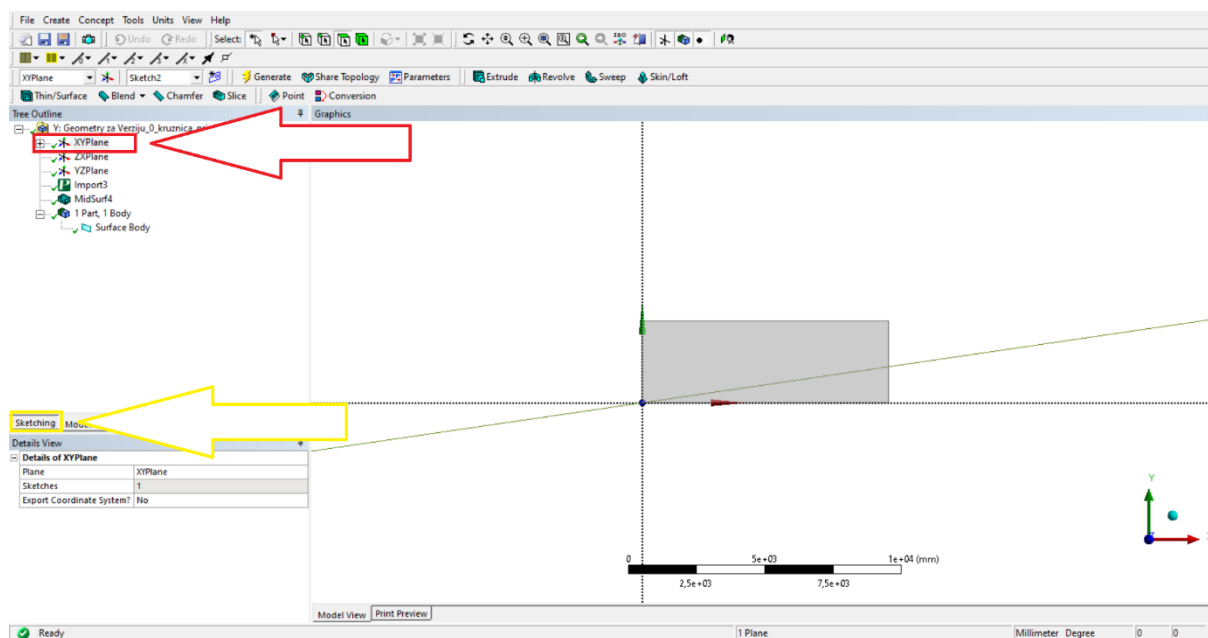 File Create Concept Tools Units View Help
Undo Redo Select:
XYPlane Sketch2 Generate Share Topology Parameters Extrude Revolve Sweep Skin/Loft
Thin/Surface Blend Chamfer Slice Point Conversion
Tree Outline
Graphics
Y: Geometry za Verziju_0_kruznica
XYPlane
ZXPlane
YZPlane
Import3
MidSurf4
1 Part, 1 Body
Surface Body
Sketching
Details View
Details of XYPlane
Plane XYPlane
Sketches 1
Export Coordinate System? No
Y
0 5e+03 1e+04 (mm)
2,5e+03 7,5e+03
Model View Print Preview
Ready 1 Plane Millimeter Degree 0 0